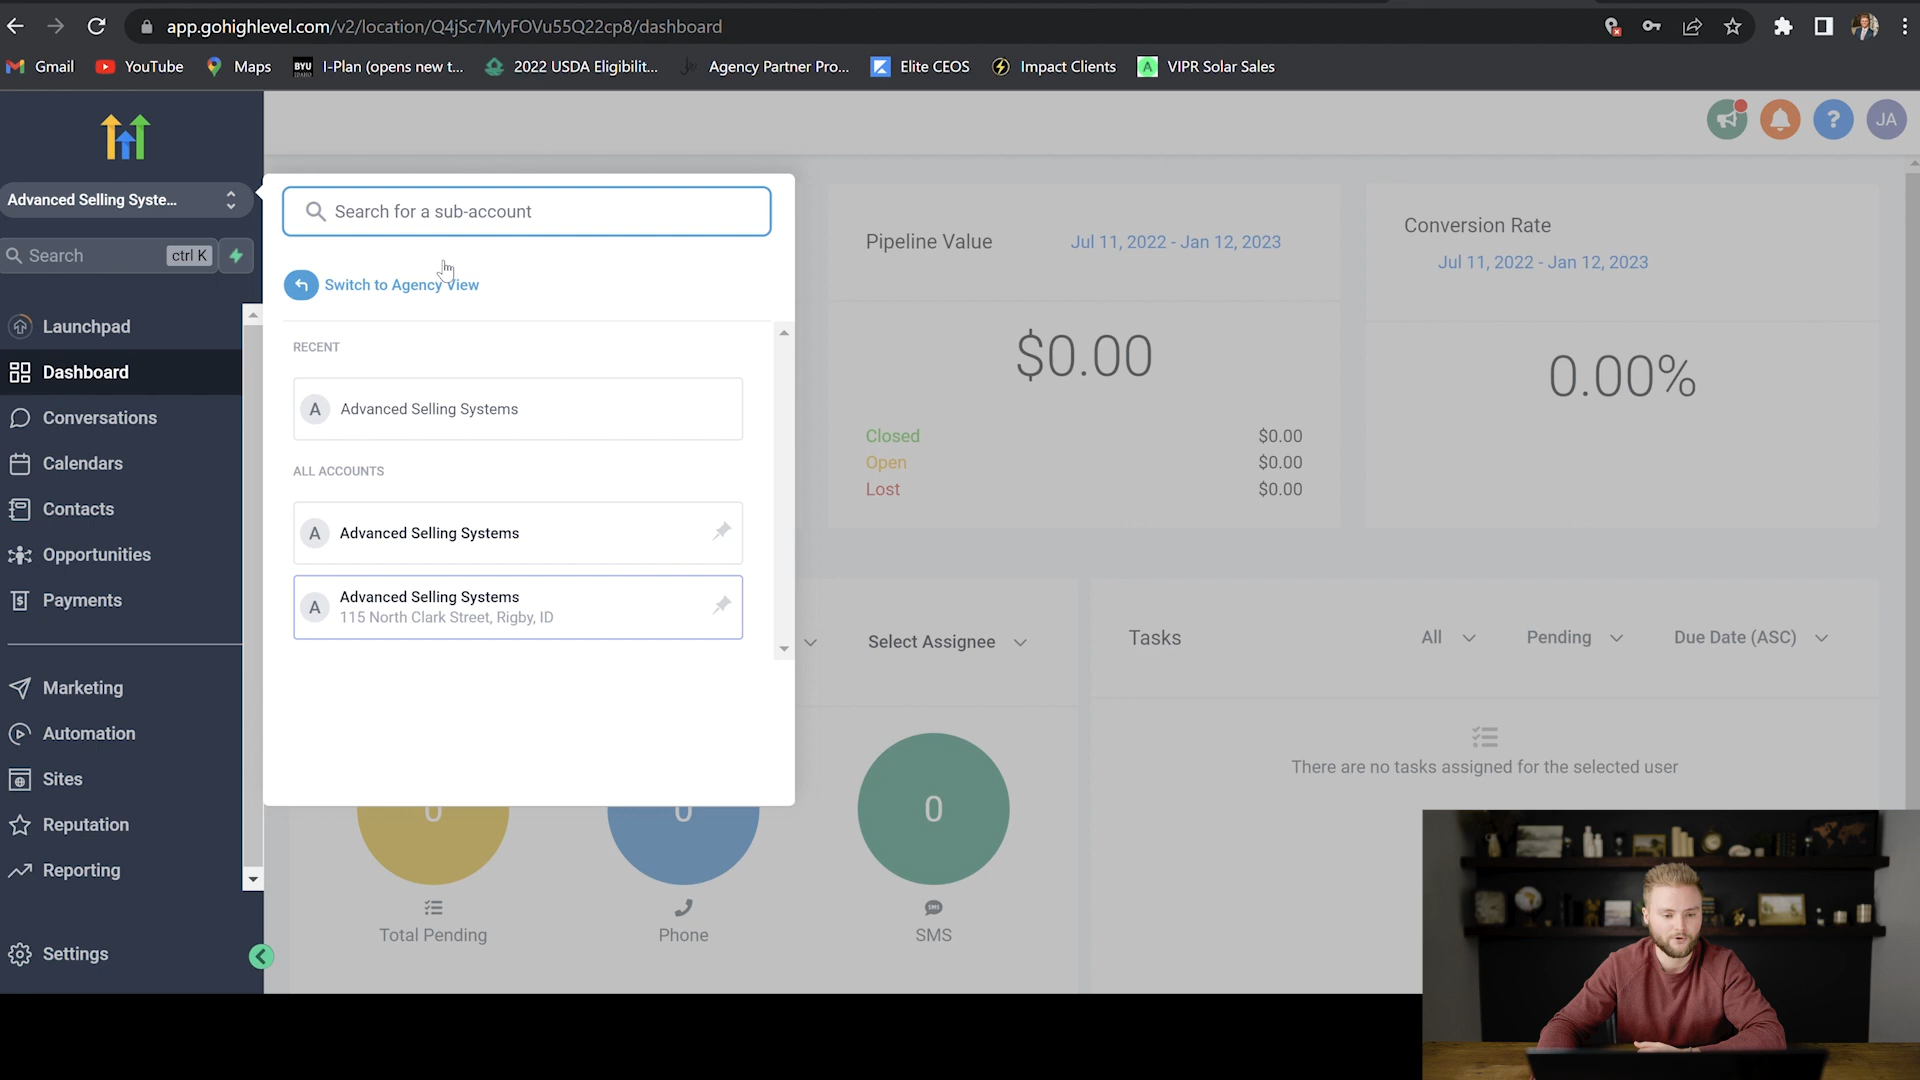 app.gohighlevel.com/v2/location/Q4jSc7MyFOVu55Q22cp8/dashboard
Gmail
YouTube
Maps
BYU
IDAHO
I-Plan (opens new t...
2022 USDA Eligibilit...
Agency Partner Pro...
Elite CEOS
Impact Clients
A
VIPR Solar Sales
?
JA
Advanced Selling Syste...
Search
ctrl K
Launchpad
Dashboard
Conversations
Calendars
Contacts
Opportunities
Payments
Marketing
Automation
Sites
Reputation
Reporting
Settings
Search for a sub-account
Switch to Agency View
RECENT
A
Advanced Selling Systems
ALL ACCOUNTS
A
Advanced Selling Systems
A
Advanced Selling Systems
115 North Clark Street, Rigby, ID
Pipeline Value
Jul 11, 2022 - Jan 12, 2023
$0.00
Closed
$0.00
Open
$0.00
Lost
$0.00
Conversion Rate
Jul 11, 2022 - Jan 12, 2023
0.00%
Select Assignee
Tasks
All
Pending
Due Date (ASC)
There are no tasks assigned for the selected user
0
Total Pending
0
Phone
0
SMS
SMS